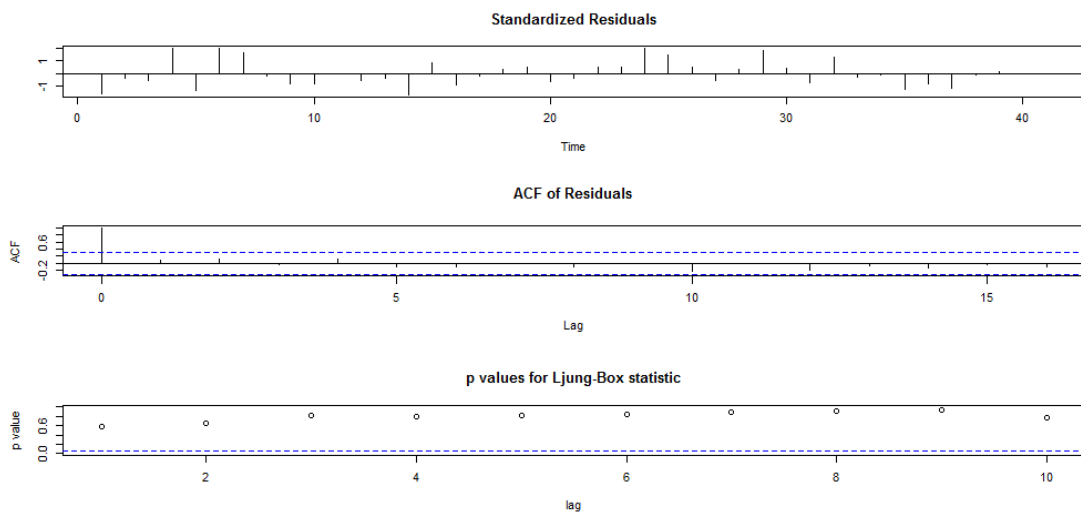 Standardized Residuals
1
-1
0 10 20 30 40
Time
ACF of Residuals
ACF
0.6
-0.2
0 5 10 15
Lag
p values for Ljung-Box statistic
p value
0.6
0.0
2 4 6 8 10
lag